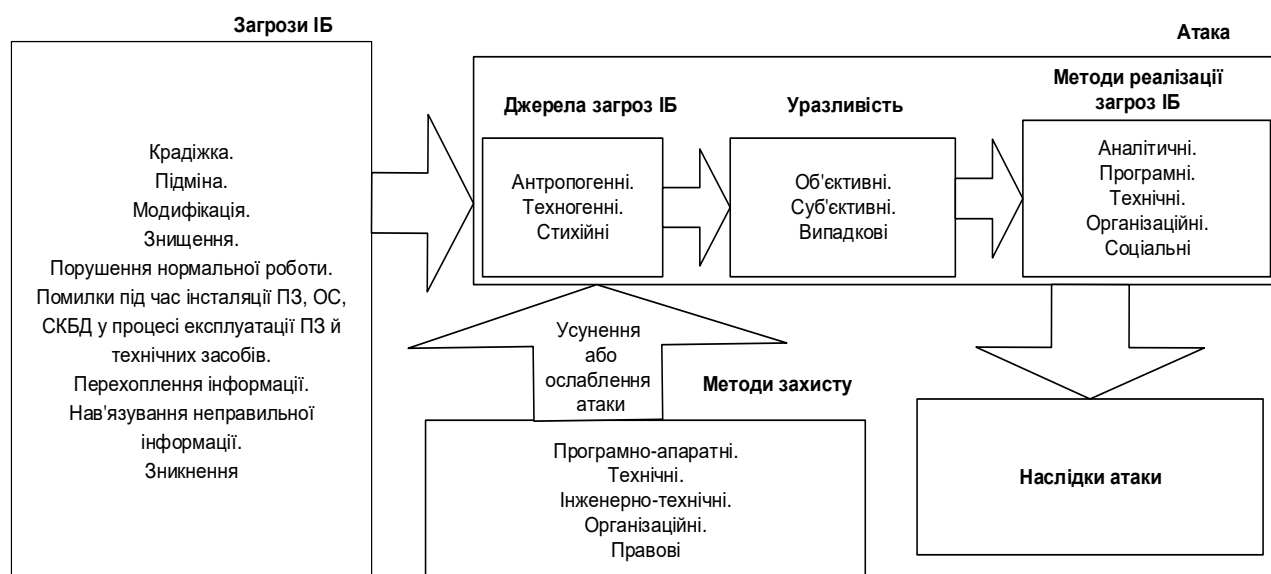 Загрози ІБ
Крадіжка.
Підміна.
Модифікація.
Знищення.
Порушення нормальної роботи.
Помилки під час інсталяції ПЗ, ОС,
СКБД у процесі експлуатації ПЗ й
технічних засобів.
Перехоплення інформації.
Нав'язування неправильної
інформації.
Зникнення
Атака
Джерела загроз ІБ
Антропогенні.
Техногенні.
Стихійні
Уразливість
Об'єктивні.
Суб'єктивні.
Випадкові
Методи реалізації
загроз ІБ
Аналітичні.
Програмні.
Технічні.
Організаційні.
Соціальні
Усунення
або
ослаблення
атаки
Методи захисту
Програмно-апаратні.
Технічні.
Інженерно-технічні.
Організаційні.
Правові
Наслідки атаки